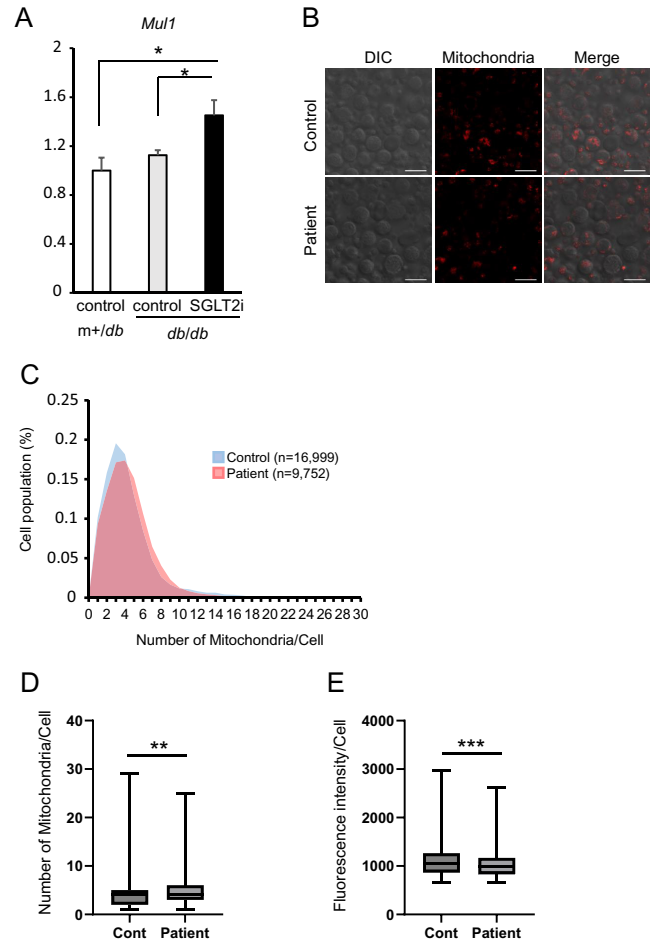 A
Mul1
2
1.6
1.2
0.8
0.4
0
*
*
control control SGLT2i
m+/db db/db
B
DIC Mitochondria Merge
Control
Patient
C
Cell population (%)
0.25
0.2
0.15
0.1
0.05
0
Control (n=16,999)
Patient (n=9,752)
0 2 4 6 8 10 12 14 16 18 20 22 24 26 28 30
Number of Mitochondria/Cell
D
Number of Mitochondria/Cell
40
30
20
10
0
**
Cont Patient
E
Fluorescence intensity/Cell
4000
3000
2000
1000
0
***
Cont Patient